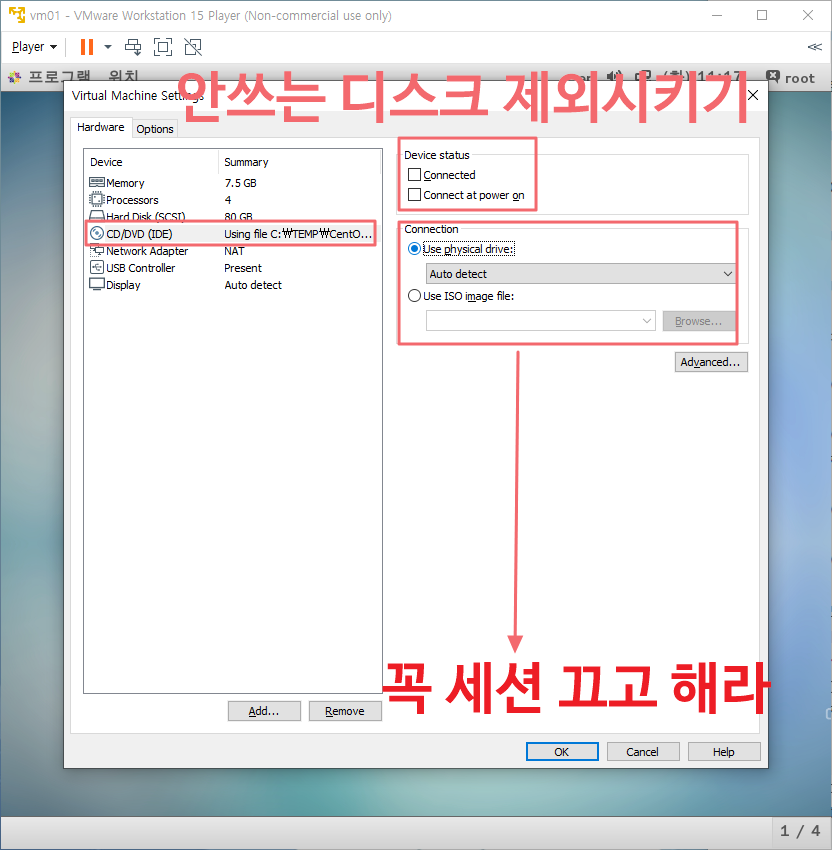 vm01 - VMware Workstation 15 Player (Non-commercial use only)
Player
프로그램 위치
(화) 11:17 root
안쓰는 디스크 제외시키기
Virtual Machine Settings
Hardware Options
Device Summary
Memory 7.5 GB
Processors 4
Hard Disk (SCSI) 80 GB
CD/DVD (IDE) Using file C:₩TEMP₩CentO...
Network Adapter NAT
USB Controller Present
Display Auto detect
Device status
Connected
Connect at power on
Connection
Use physical drive:
Auto detect
Use ISO image file:
Browse...
Advanced...
꼭 세션 끄고 해라
Add... Remove
OK Cancel Help
1 / 4